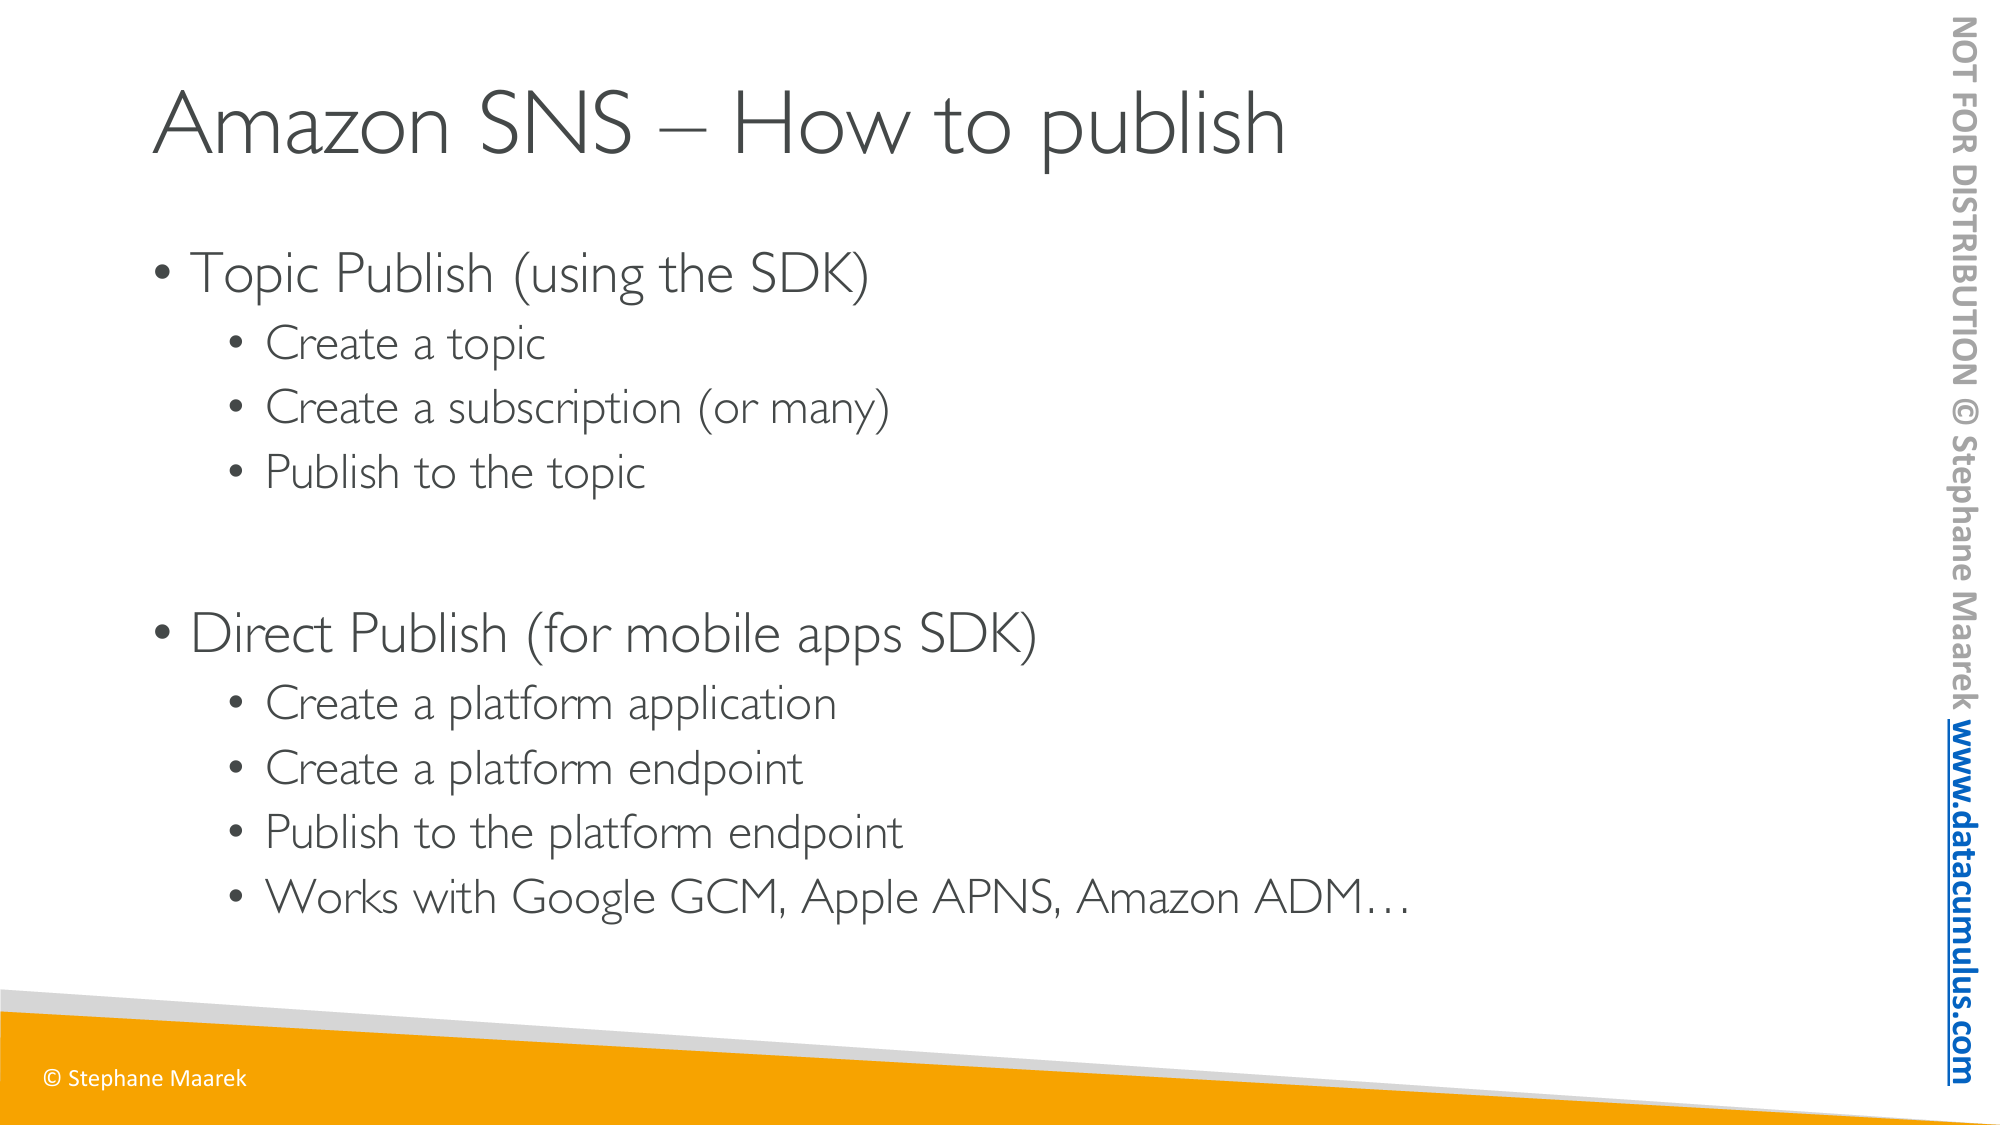 Amazon SNS – How to publish
• Topic Publish (using the SDK)
• Create a topic
• Create a subscription (or many)
• Publish to the topic
• Direct Publish (for mobile apps SDK)
• Create a platform application
• Create a platform endpoint
• Publish to the platform endpoint
• Works with Google GCM, Apple APNS, Amazon ADM…
© Stephane Maarek
NOT FOR DISTRIBUTION © Stephane Maarek www.datacumulus.com